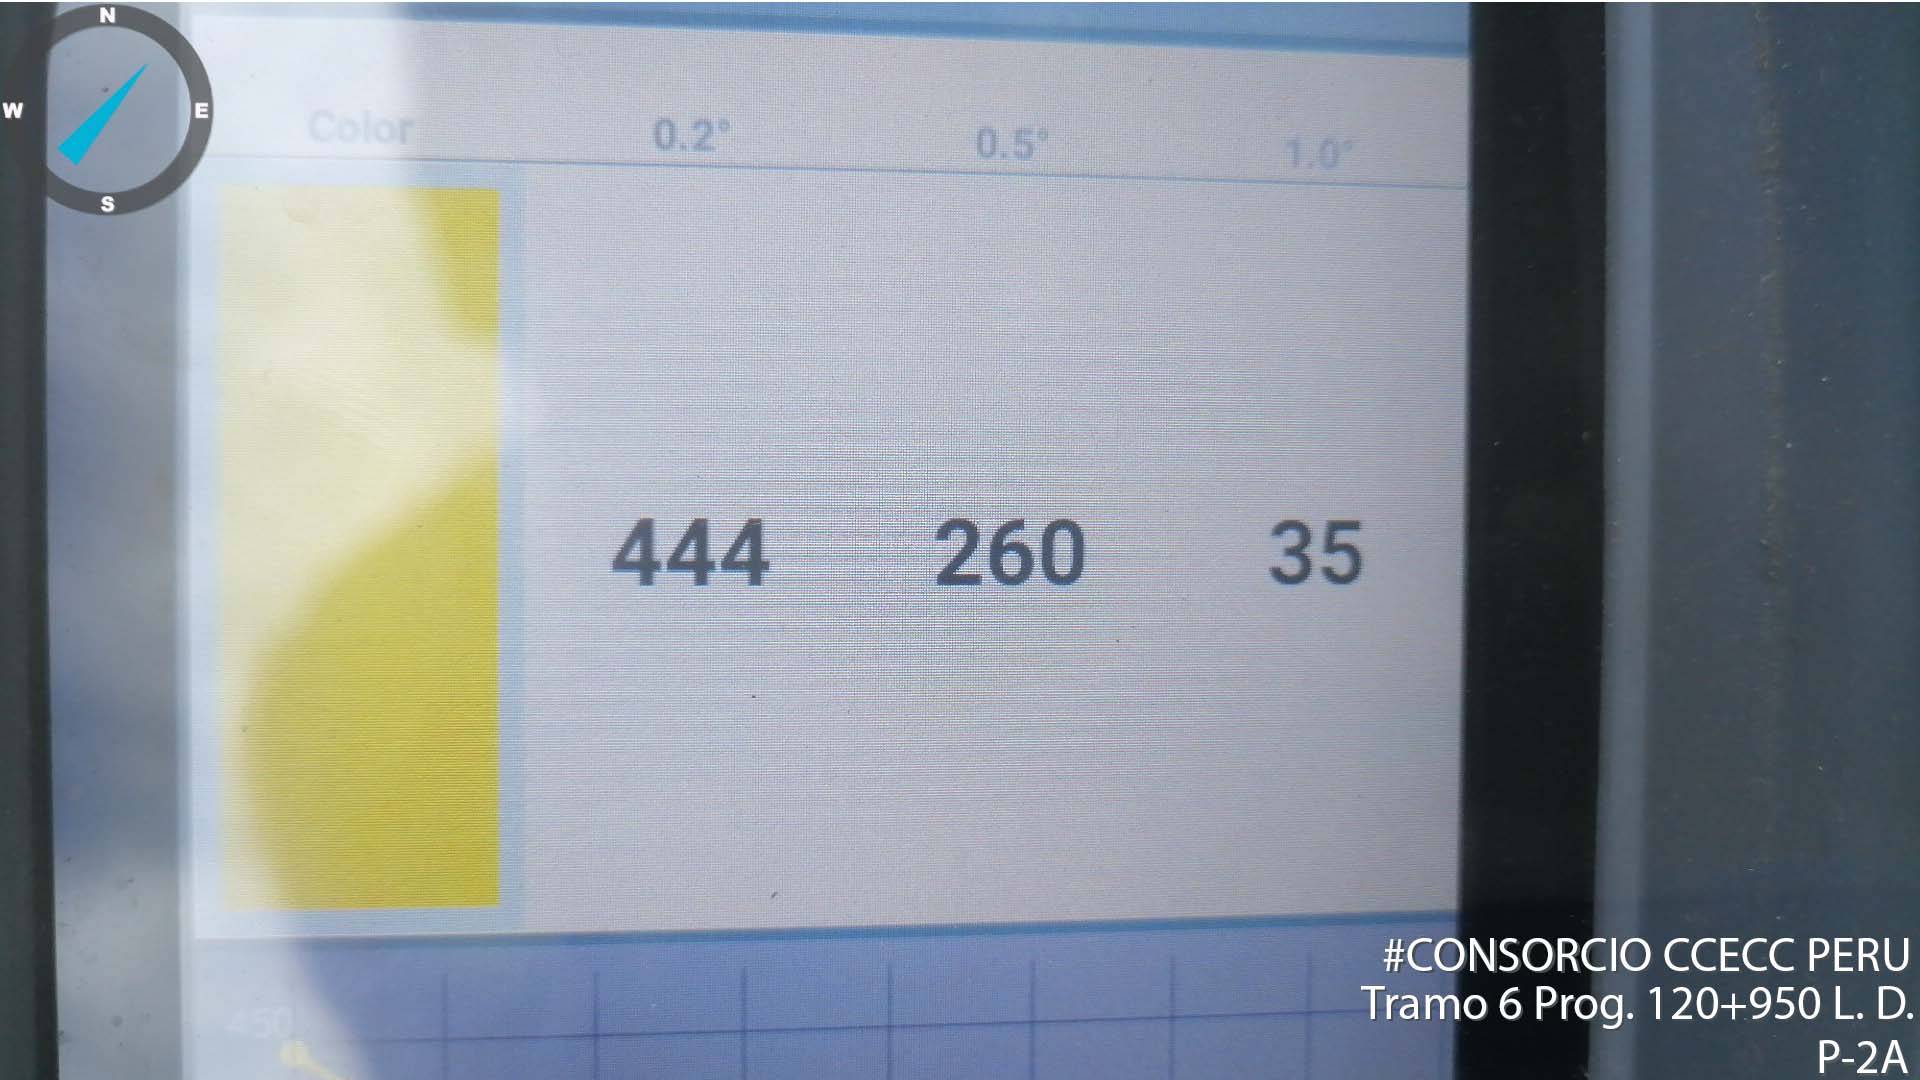 N
W E
S
Color 0.2° 0.5° 1.0°
444 260 35
450
#CONSORCIO CCECC PERU
Tramo 6 Prog. 120+950 L. D.
P-2A